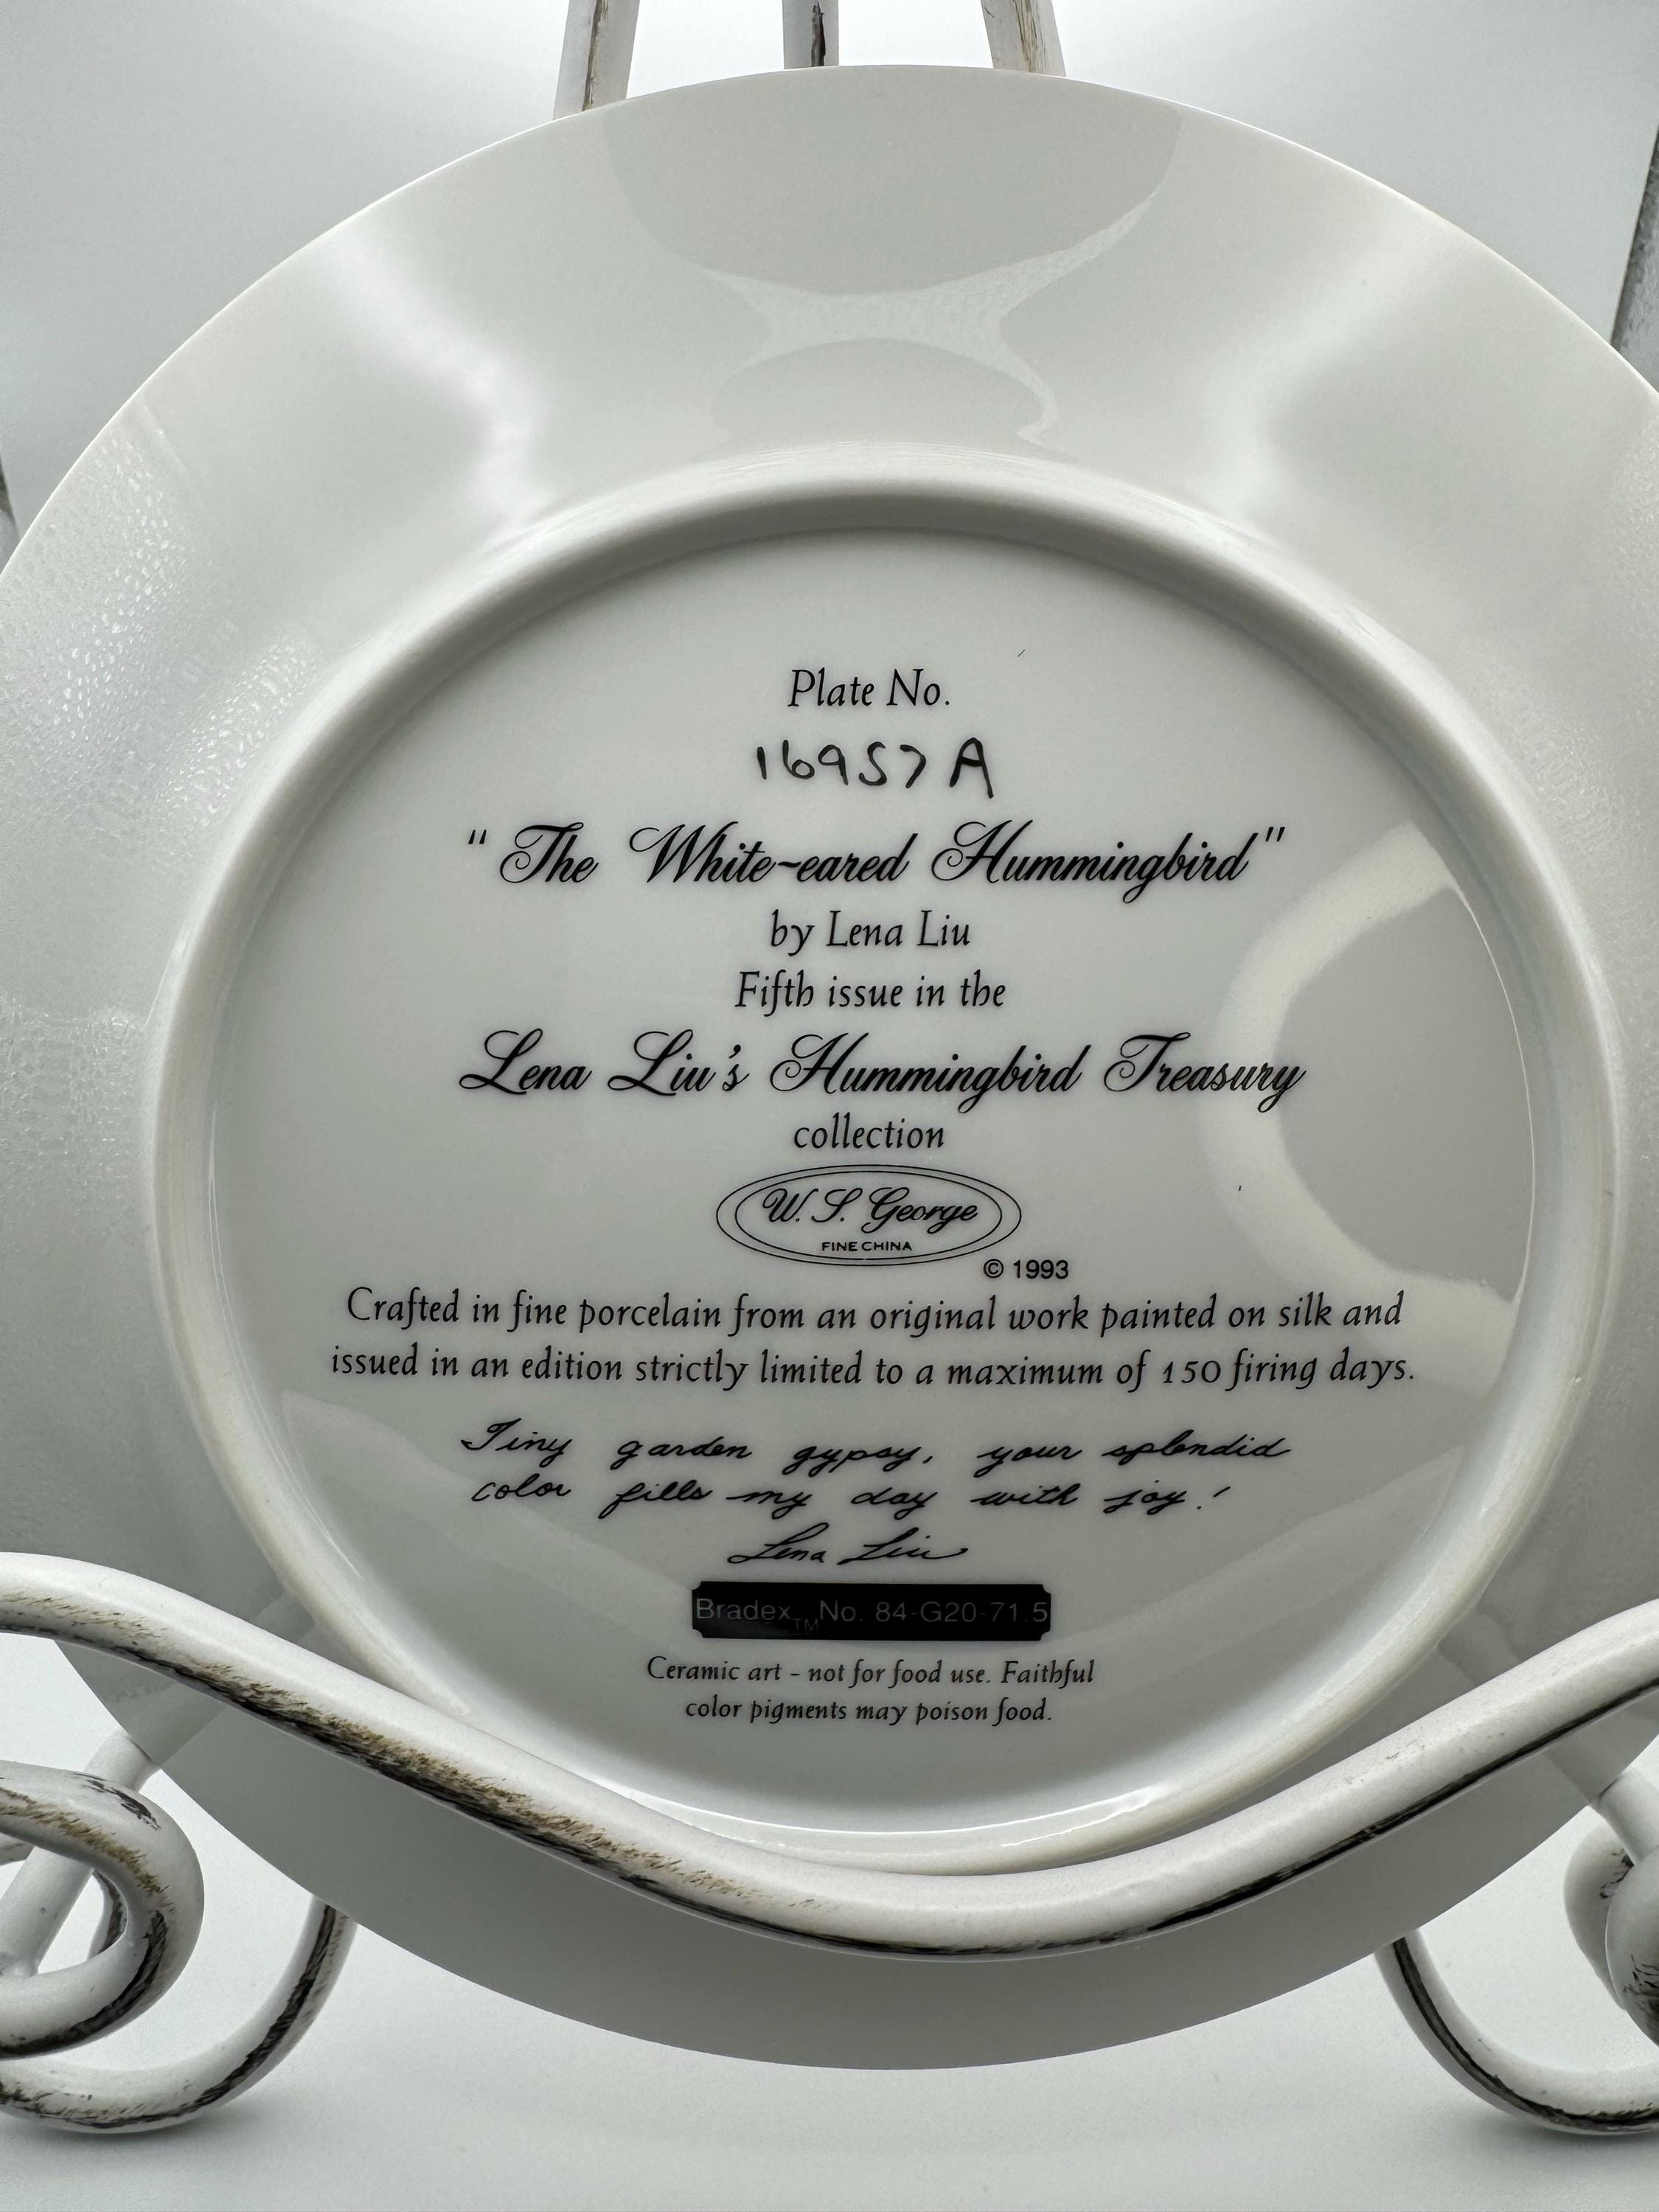 Plate No.
16957 A
"The White-eared Hummingbird"
by Lena Liu
Fifth issue in the
Lena Liu's Hummingbird Treasury
collection
W. S. George
FINE CHINA
© 1993
Crafted in fine porcelain from an original work painted on silk and
issued in an edition strictly limited to a maximum of 150 firing days.
Tiny garden gypsy, your splendid
color fills my day with joy!
Lena Liu
Bradex™ No. 84-G20-71.5
Ceramic art - not for food use. Faithful
color pigments may poison food.